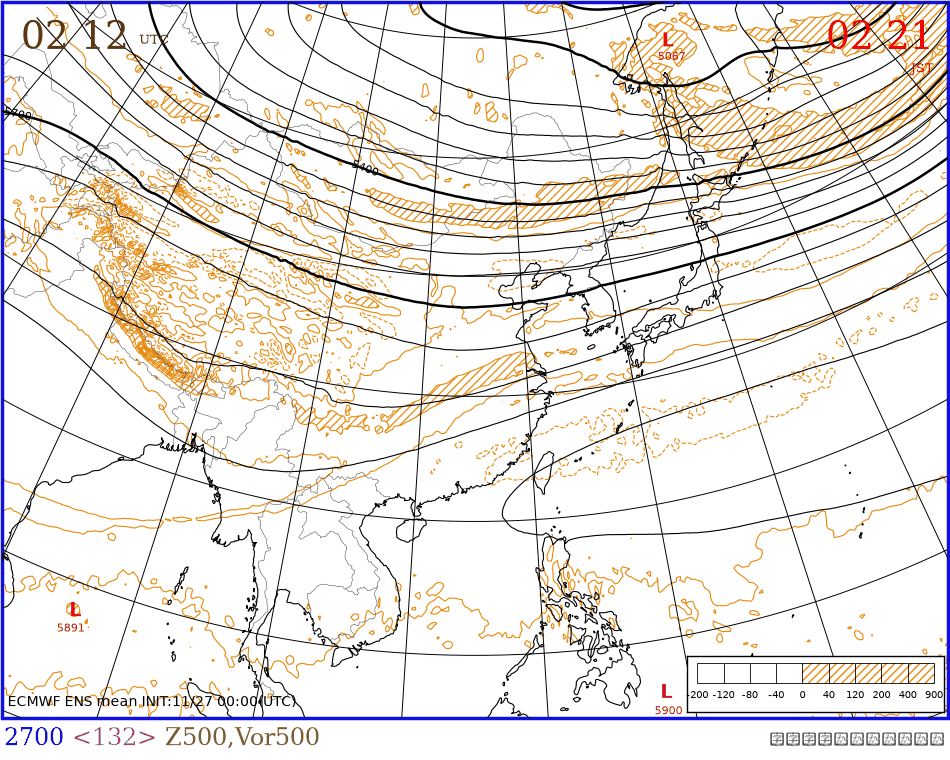 02 12 UTC
02 21
JST
L
5067
5700
5400
L
5891
L
5900
-200 -120 -80 -40 0 40 120 200 400 900
ECMWF ENS mean INIT:11/27 00:00(UTC)
2700 <132> Z500,Vor500